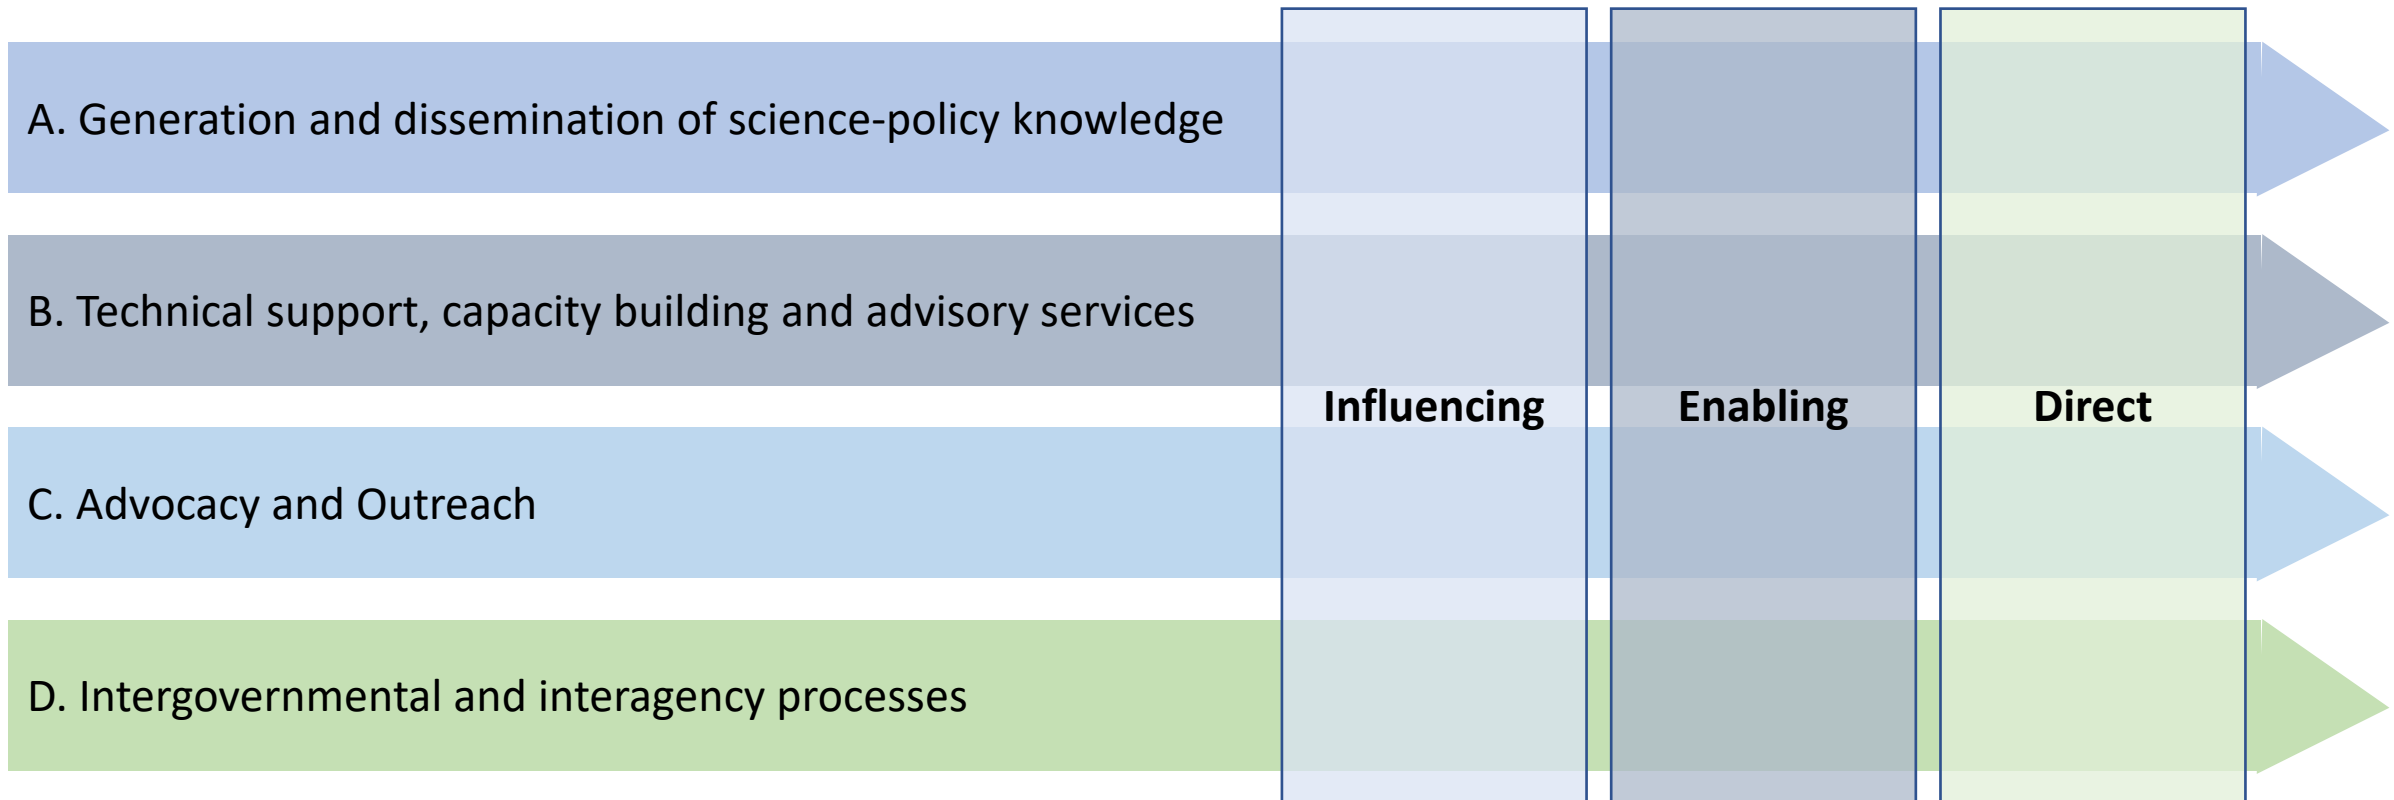 A. Generation and dissemination of science-policy knowledge
B. Technical support, capacity building and advisory services
Influencing
Enabling
Direct
C. Advocacy and Outreach
D. Intergovernmental and interagency processes